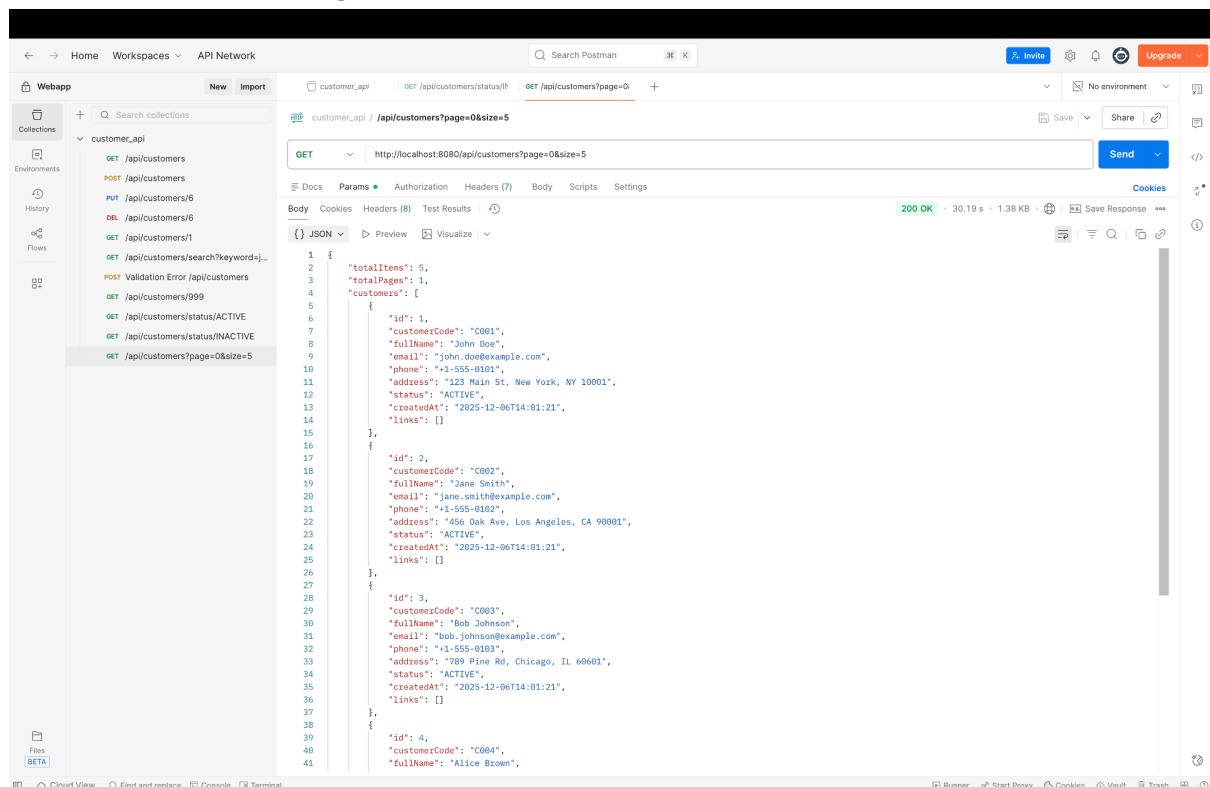 Home Workspaces API Network Search Postman ⌘ K Invite Upgrade
Webapp New Import customer_api GET /api/customers/status/IN GET /api/customers?page=0& No environment
Collections
Environments
History
Flows
Files
BETA
Search collections
customer_api
GET /api/customers
POST /api/customers
PUT /api/customers/6
DEL /api/customers/6
GET /api/customers/1
GET /api/customers/search?keyword=j...
POST Validation Error /api/customers
GET /api/customers/999
GET /api/customers/status/ACTIVE
GET /api/customers/status/INACTIVE
GET /api/customers?page=0&size=5
HTTP customer_api / /api/customers?page=0&size=5 Save Share
GET http://localhost:8080/api/customers?page=0&size=5 Send
Docs Params Authorization Headers (7) Body Scripts Settings Cookies
Body Cookies Headers (8) Test Results 200 OK 30.19 s 1.38 KB Save Response
{} JSON Preview Visualize
1 {
2 "totalItems": 5,
3 "totalPages": 1,
4 "customers": [
5 {
6 "id": 1,
7 "customerCode": "C001",
8 "fullName": "John Doe",
9 "email": "john.doe@example.com",
10 "phone": "+1-555-0101",
11 "address": "123 Main St, New York, NY 10001",
12 "status": "ACTIVE",
13 "createdAt": "2025-12-06T14:01:21",
14 "links": []
15 },
16 {
17 "id": 2,
18 "customerCode": "C002",
19 "fullName": "Jane Smith",
20 "email": "jane.smith@example.com",
21 "phone": "+1-555-0102",
22 "address": "456 Oak Ave, Los Angeles, CA 90001",
23 "status": "ACTIVE",
24 "createdAt": "2025-12-06T14:01:21",
25 "links": []
26 },
27 {
28 "id": 3,
29 "customerCode": "C003",
30 "fullName": "Bob Johnson",
31 "email": "bob.johnson@example.com",
32 "phone": "+1-555-0103",
33 "address": "789 Pine Rd, Chicago, IL 60601",
34 "status": "ACTIVE",
35 "createdAt": "2025-12-06T14:01:21",
36 "links": []
37 },
38 {
39 "id": 4,
40 "customerCode": "C004",
41 "fullName": "Alice Brown",
Cloud View Find and replace Console Terminal Runner Start Proxy Cookies Vault Trash